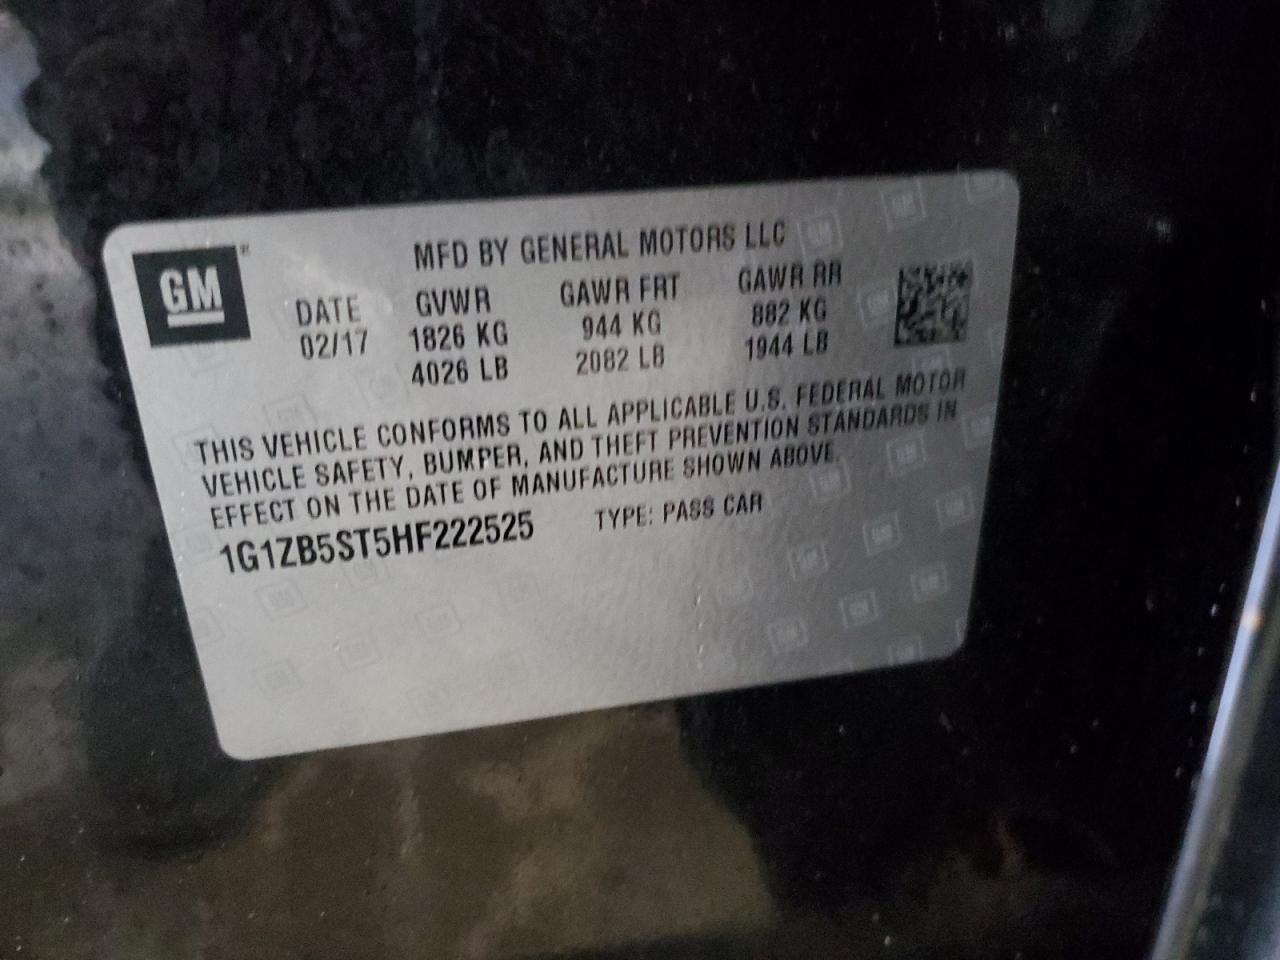 GM
MFD BY GENERAL MOTORS LLC
DATE GVWR GAWR FRT GAWR RR
02/17 1826 KG 944 KG 882 KG
4026 LB 2082 LB 1944 LB
THIS VEHICLE CONFORMS TO ALL APPLICABLE U.S. FEDERAL MOTOR
VEHICLE SAFETY, BUMPER, AND THEFT PREVENTION STANDARDS IN
EFFECT ON THE DATE OF MANUFACTURE SHOWN ABOVE.
1G1ZB5ST5HF222525 TYPE: PASS CAR